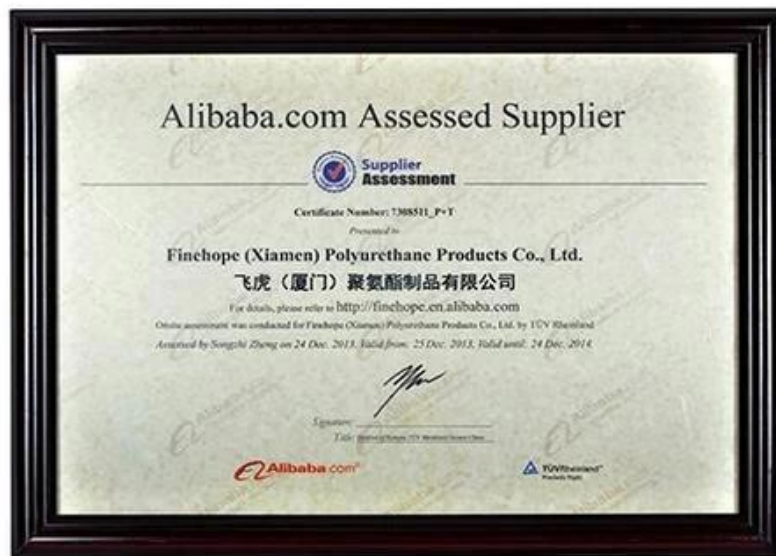 Alibaba.com Assessed Supplier
Supplier
Assessment
Certificate Number: 7308511_P+T
Presented to
Finehope (Xiamen) Polyurethane Products Co., Ltd.
飞虎（厦门）聚氨酯制品有限公司
For details, please refer to http://finehope.en.alibaba.com
Onsite assessment was conducted for Finehope (Xiamen) Polyurethane Products Co., Ltd. by TÜV Rheinland
Assessed by Songzhi Zheng on 24 Dec. 2013, Valid from: 25 Dec. 2013, Valid until: 24 Dec. 2014
Signature:
Title:
Alibaba.com®
TÜVRheinland®
Precisely Right.